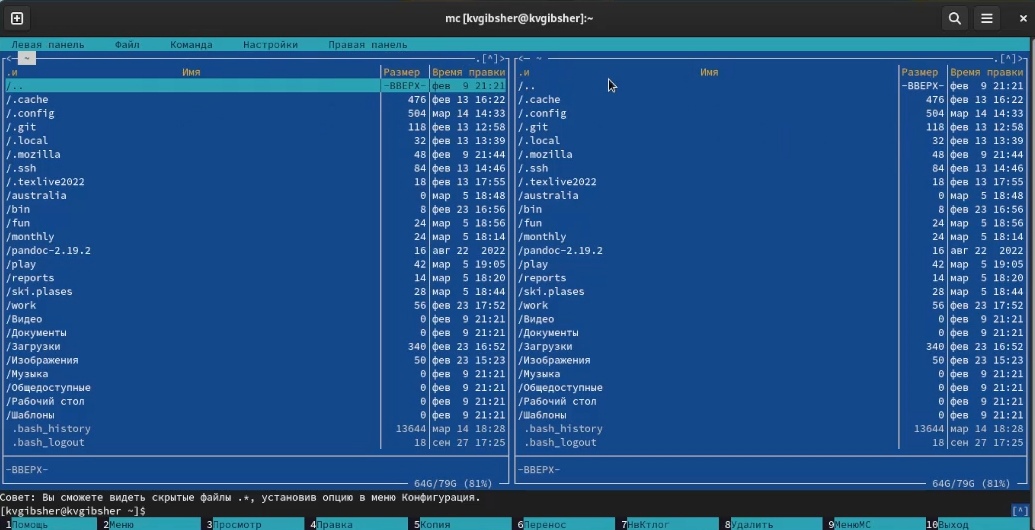 mc [kvgibsher@kvgibsher]:~
Левая панель Файл Команда Настройки Правая панель
<- ~ .[^]> <- ~ .[^]>
.и Имя Размер Время правки .и Имя Размер Время правки
/.. -ВВЕРХ- фев 9 21:21 /.. -ВВЕРХ- фев 9 21:21
/.cache 476 фев 13 16:22 /.cache 476 фев 13 16:22
/.config 504 мар 14 14:33 /.config 504 мар 14 14:33
/.git 118 фев 13 12:58 /.git 118 фев 13 12:58
/.local 32 фев 13 13:39 /.local 32 фев 13 13:39
/.mozilla 48 фев 9 21:44 /.mozilla 48 фев 9 21:44
/.ssh 84 фев 13 14:46 /.ssh 84 фев 13 14:46
/.texlive2022 18 фев 13 17:55 /.texlive2022 18 фев 13 17:55
/australia 0 мар 5 18:48 /australia 0 мар 5 18:48
/bin 8 фев 23 16:56 /bin 8 фев 23 16:56
/fun 24 мар 5 18:56 /fun 24 мар 5 18:56
/monthly 24 мар 5 18:14 /monthly 24 мар 5 18:14
/pandoc-2.19.2 16 авг 22 2022 /pandoc-2.19.2 16 авг 22 2022
/play 42 мар 5 19:05 /play 42 мар 5 19:05
/reports 14 мар 5 18:20 /reports 14 мар 5 18:20
/ski.plases 28 мар 5 18:44 /ski.plases 28 мар 5 18:44
/work 56 фев 23 17:52 /work 56 фев 23 17:52
/Видео 0 фев 9 21:21 /Видео 0 фев 9 21:21
/Документы 0 фев 9 21:21 /Документы 0 фев 9 21:21
/Загрузки 340 фев 23 16:52 /Загрузки 340 фев 23 16:52
/Изображения 50 фев 23 15:23 /Изображения 50 фев 23 15:23
/Музыка 0 фев 9 21:21 /Музыка 0 фев 9 21:21
/Общедоступные 0 фев 9 21:21 /Общедоступные 0 фев 9 21:21
/Рабочий стол 0 фев 9 21:21 /Рабочий стол 0 фев 9 21:21
/Шаблоны 0 фев 9 21:21 /Шаблоны 0 фев 9 21:21
.bash_history 13644 мар 14 18:28 .bash_history 13644 мар 14 18:28
.bash_logout 18 сен 27 17:25 .bash_logout 18 сен 27 17:25
-ВВЕРХ- -ВВЕРХ-
64G/79G (81%) 64G/79G (81%)
Совет: Вы сможете видеть скрытые файлы .*, установив опцию в меню Конфигурация.
[kvgibsher@kvgibsher ~]$ [^]
1Помощь 2Меню 3Просмотр 4Правка 5Копия 6Перенос 7НвКтлог 8Удалить 9МенюMC 10Выход